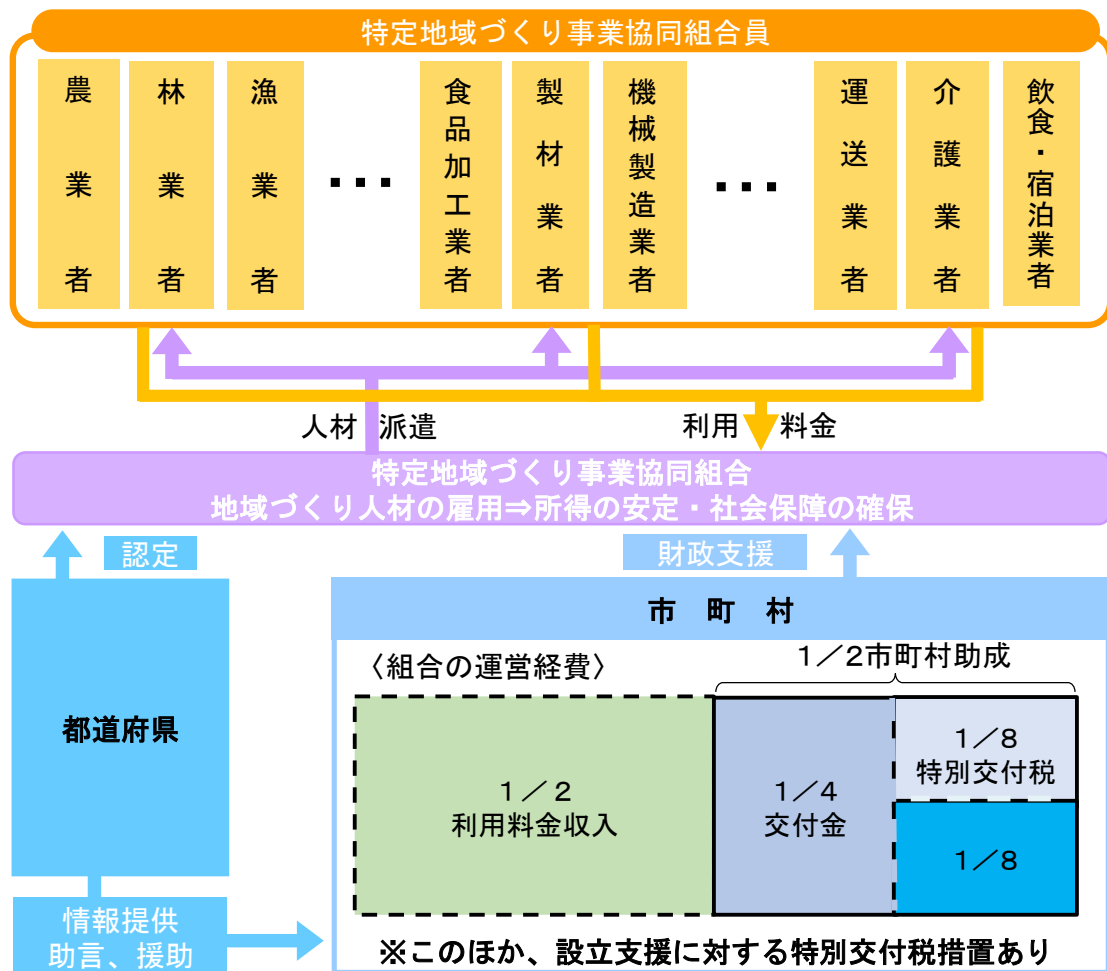 特定地域づくり事業協同組合員
農業者
林業者
漁業者
･･･
食品加工業者
製材業者
機械製造業者
･･･
運送業者
介護業者
飲食・宿泊業者
人材 派遣
利用 料金
特定地域づくり事業協同組合
地域づくり人材の雇用⇒所得の安定・社会保障の確保
認定
財政支援
都道府県
市 町 村
〈組合の運営経費〉
1／2市町村助成
1／2
利用料金収入
1／4
交付金
1／8
特別交付税
1／8
情報提供
助言、援助
※このほか、設立支援に対する特別交付税措置あり